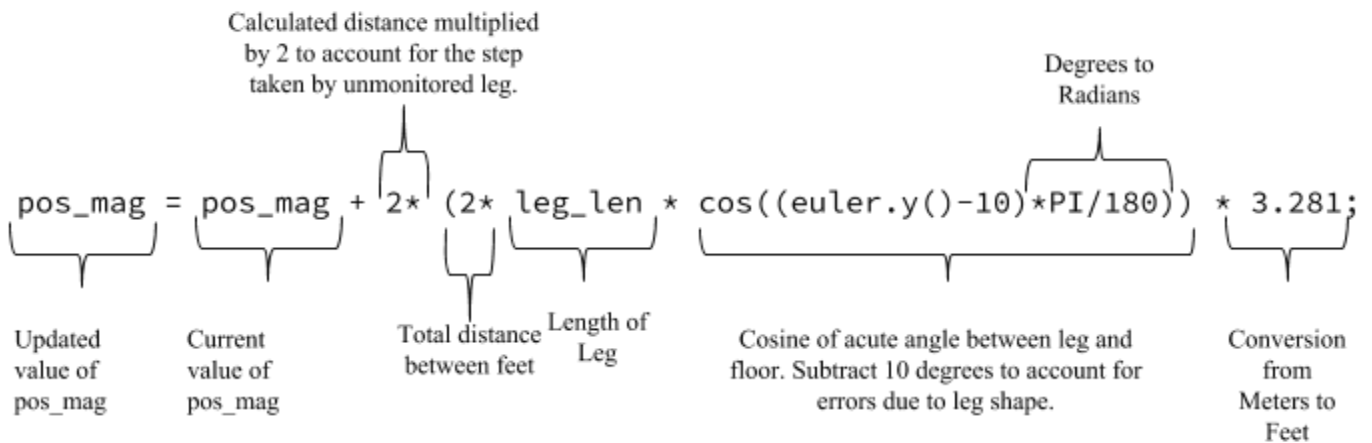 Calculated distance multiplied
by 2 to account for the step
taken by unmonitored leg.
Degrees to
Radians
pos_mag = pos_mag + 2* (2* leg_len * cos((euler.y()-10)*PI/180)) * 3.281;
Updated
value of
pos_mag
Current
value of
pos_mag
Total distance
between feet
Length of
Leg
Cosine of acute angle between leg and
floor. Subtract 10 degrees to account for
errors due to leg shape.
Conversion
from
Meters to
Feet